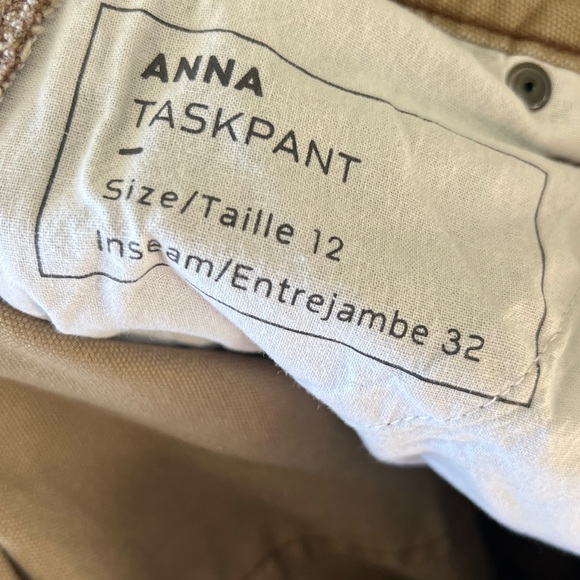 ANNA
TASKPANT
–
Size/Taille 12
Inseam/Entrejambe 32